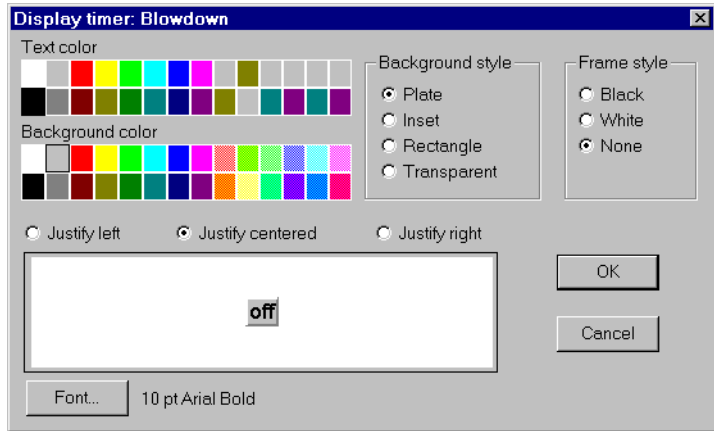 Display timer: Blowdown
Text color
Background color
Background style
Plate
Inset
Rectangle
Transparent
Frame style
Black
White
None
Justify left
Justify centered
Justify right
off
OK
Cancel
Font...
10 pt Arial Bold